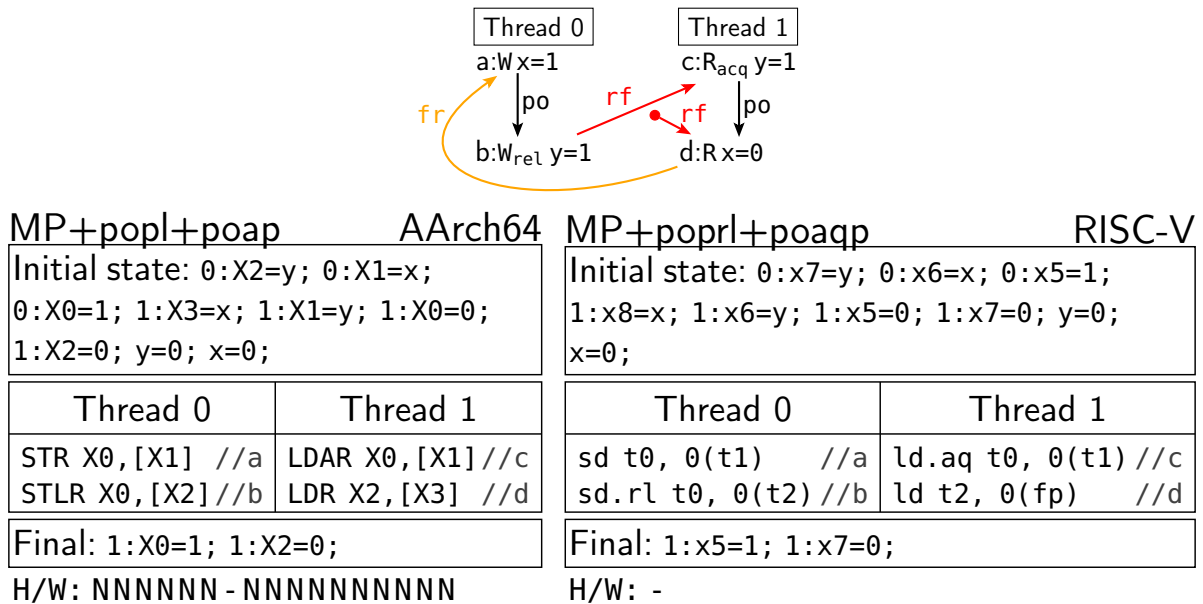 Thread 0 Thread 1
a:W x=1 c:Racq y=1
fr po rf rf po
b:Wrel y=1 d:R x=0
MP+popl+poap AArch64
Initial state: 0:X2=y; 0:X1=x;
0:X0=1; 1:X3=x; 1:X1=y; 1:X0=0;
1:X2=0; y=0; x=0;
Thread 0 Thread 1
STR X0,[X1] //a LDAR X0,[X1]//c
STLR X0,[X2]//b LDR X2,[X3] //d
Final: 1:X0=1; 1:X2=0;
H/W: NNNNNN-NNNNNNNNNNN
MP+poprl+poaqp RISC-V
Initial state: 0:x7=y; 0:x6=x; 0:x5=1;
1:x8=x; 1:x6=y; 1:x5=0; 1:x7=0; y=0;
x=0;
Thread 0 Thread 1
sd t0, 0(t1) //a ld.aq t0, 0(t1) //c
sd.rl t0, 0(t2) //b ld t2, 0(fp) //d
Final: 1:x5=1; 1:x7=0;
H/W: -